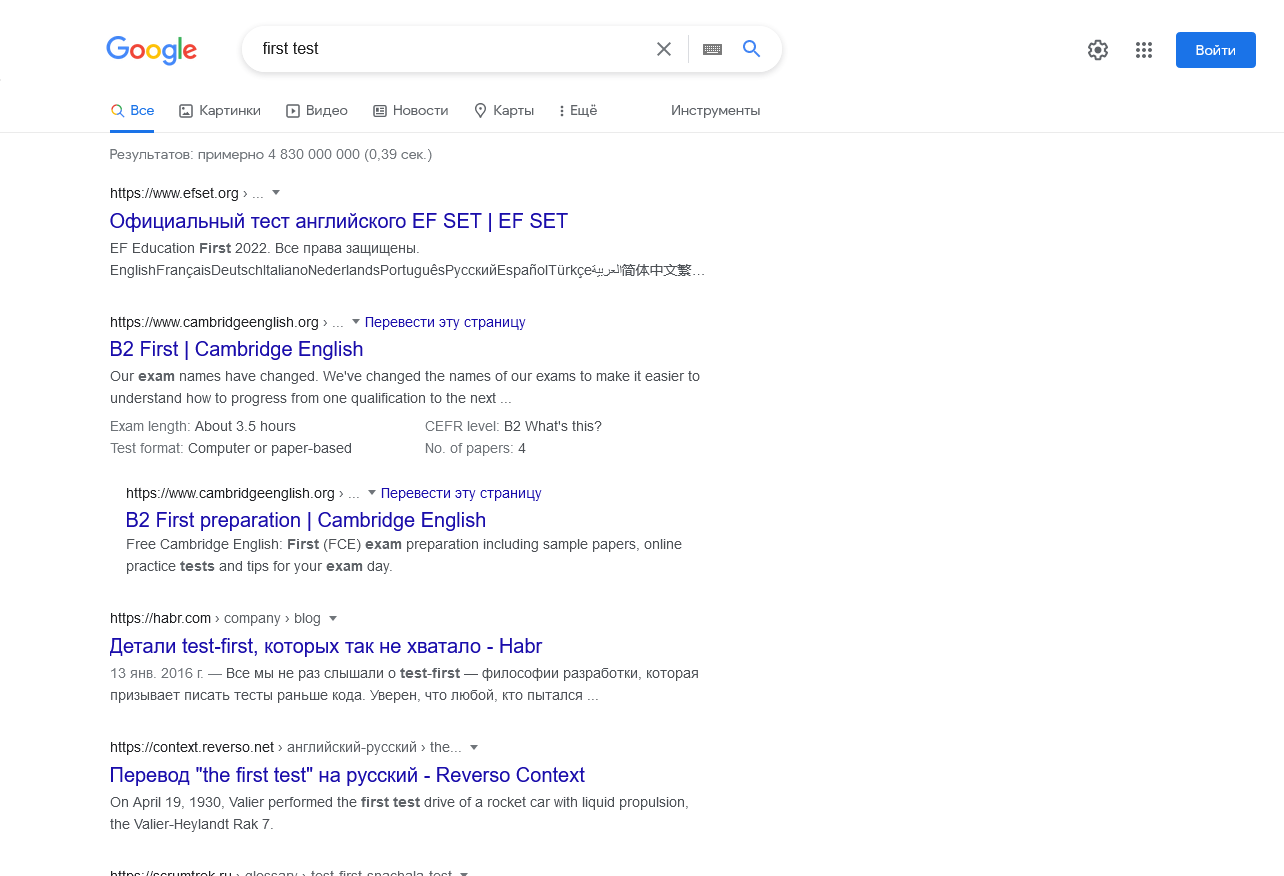 Google
first test
Войти
Все Картинки Видео Новости Карты Ещё Инструменты
Результатов: примерно 4 830 000 000 (0,39 сек.)
https://www.efset.org › ...
Официальный тест английского EF SET | EF SET
EF Education First 2022. Все права защищены.
EnglishFrançaisDeutschItalianoNederlandsPortuguêsРусскийEspañolTürkçeالعربية简体中文繁...
https://www.cambridgeenglish.org › ... Перевести эту страницу
B2 First | Cambridge English
Our exam names have changed. We've changed the names of our exams to make it easier to
understand how to progress from one qualification to the next ...
Exam length: About 3.5 hours CEFR level: B2 What's this?
Test format: Computer or paper-based No. of papers: 4
https://www.cambridgeenglish.org › ... Перевести эту страницу
B2 First preparation | Cambridge English
Free Cambridge English: First (FCE) exam preparation including sample papers, online
practice tests and tips for your exam day.
https://habr.com › company › blog
Детали test-first, которых так не хватало - Habr
13 янв. 2016 г. — Все мы не раз слышали о test-first — философии разработки, которая
призывает писать тесты раньше кода. Уверен, что любой, кто пытался ...
https://context.reverso.net › английский-русский › the...
Перевод "the first test" на русский - Reverso Context
On April 19, 1930, Valier performed the first test drive of a rocket car with liquid propulsion,
the Valier-Heylandt Rak 7.
https://scrumtrek.ru › glossary › test-first-snachala-test